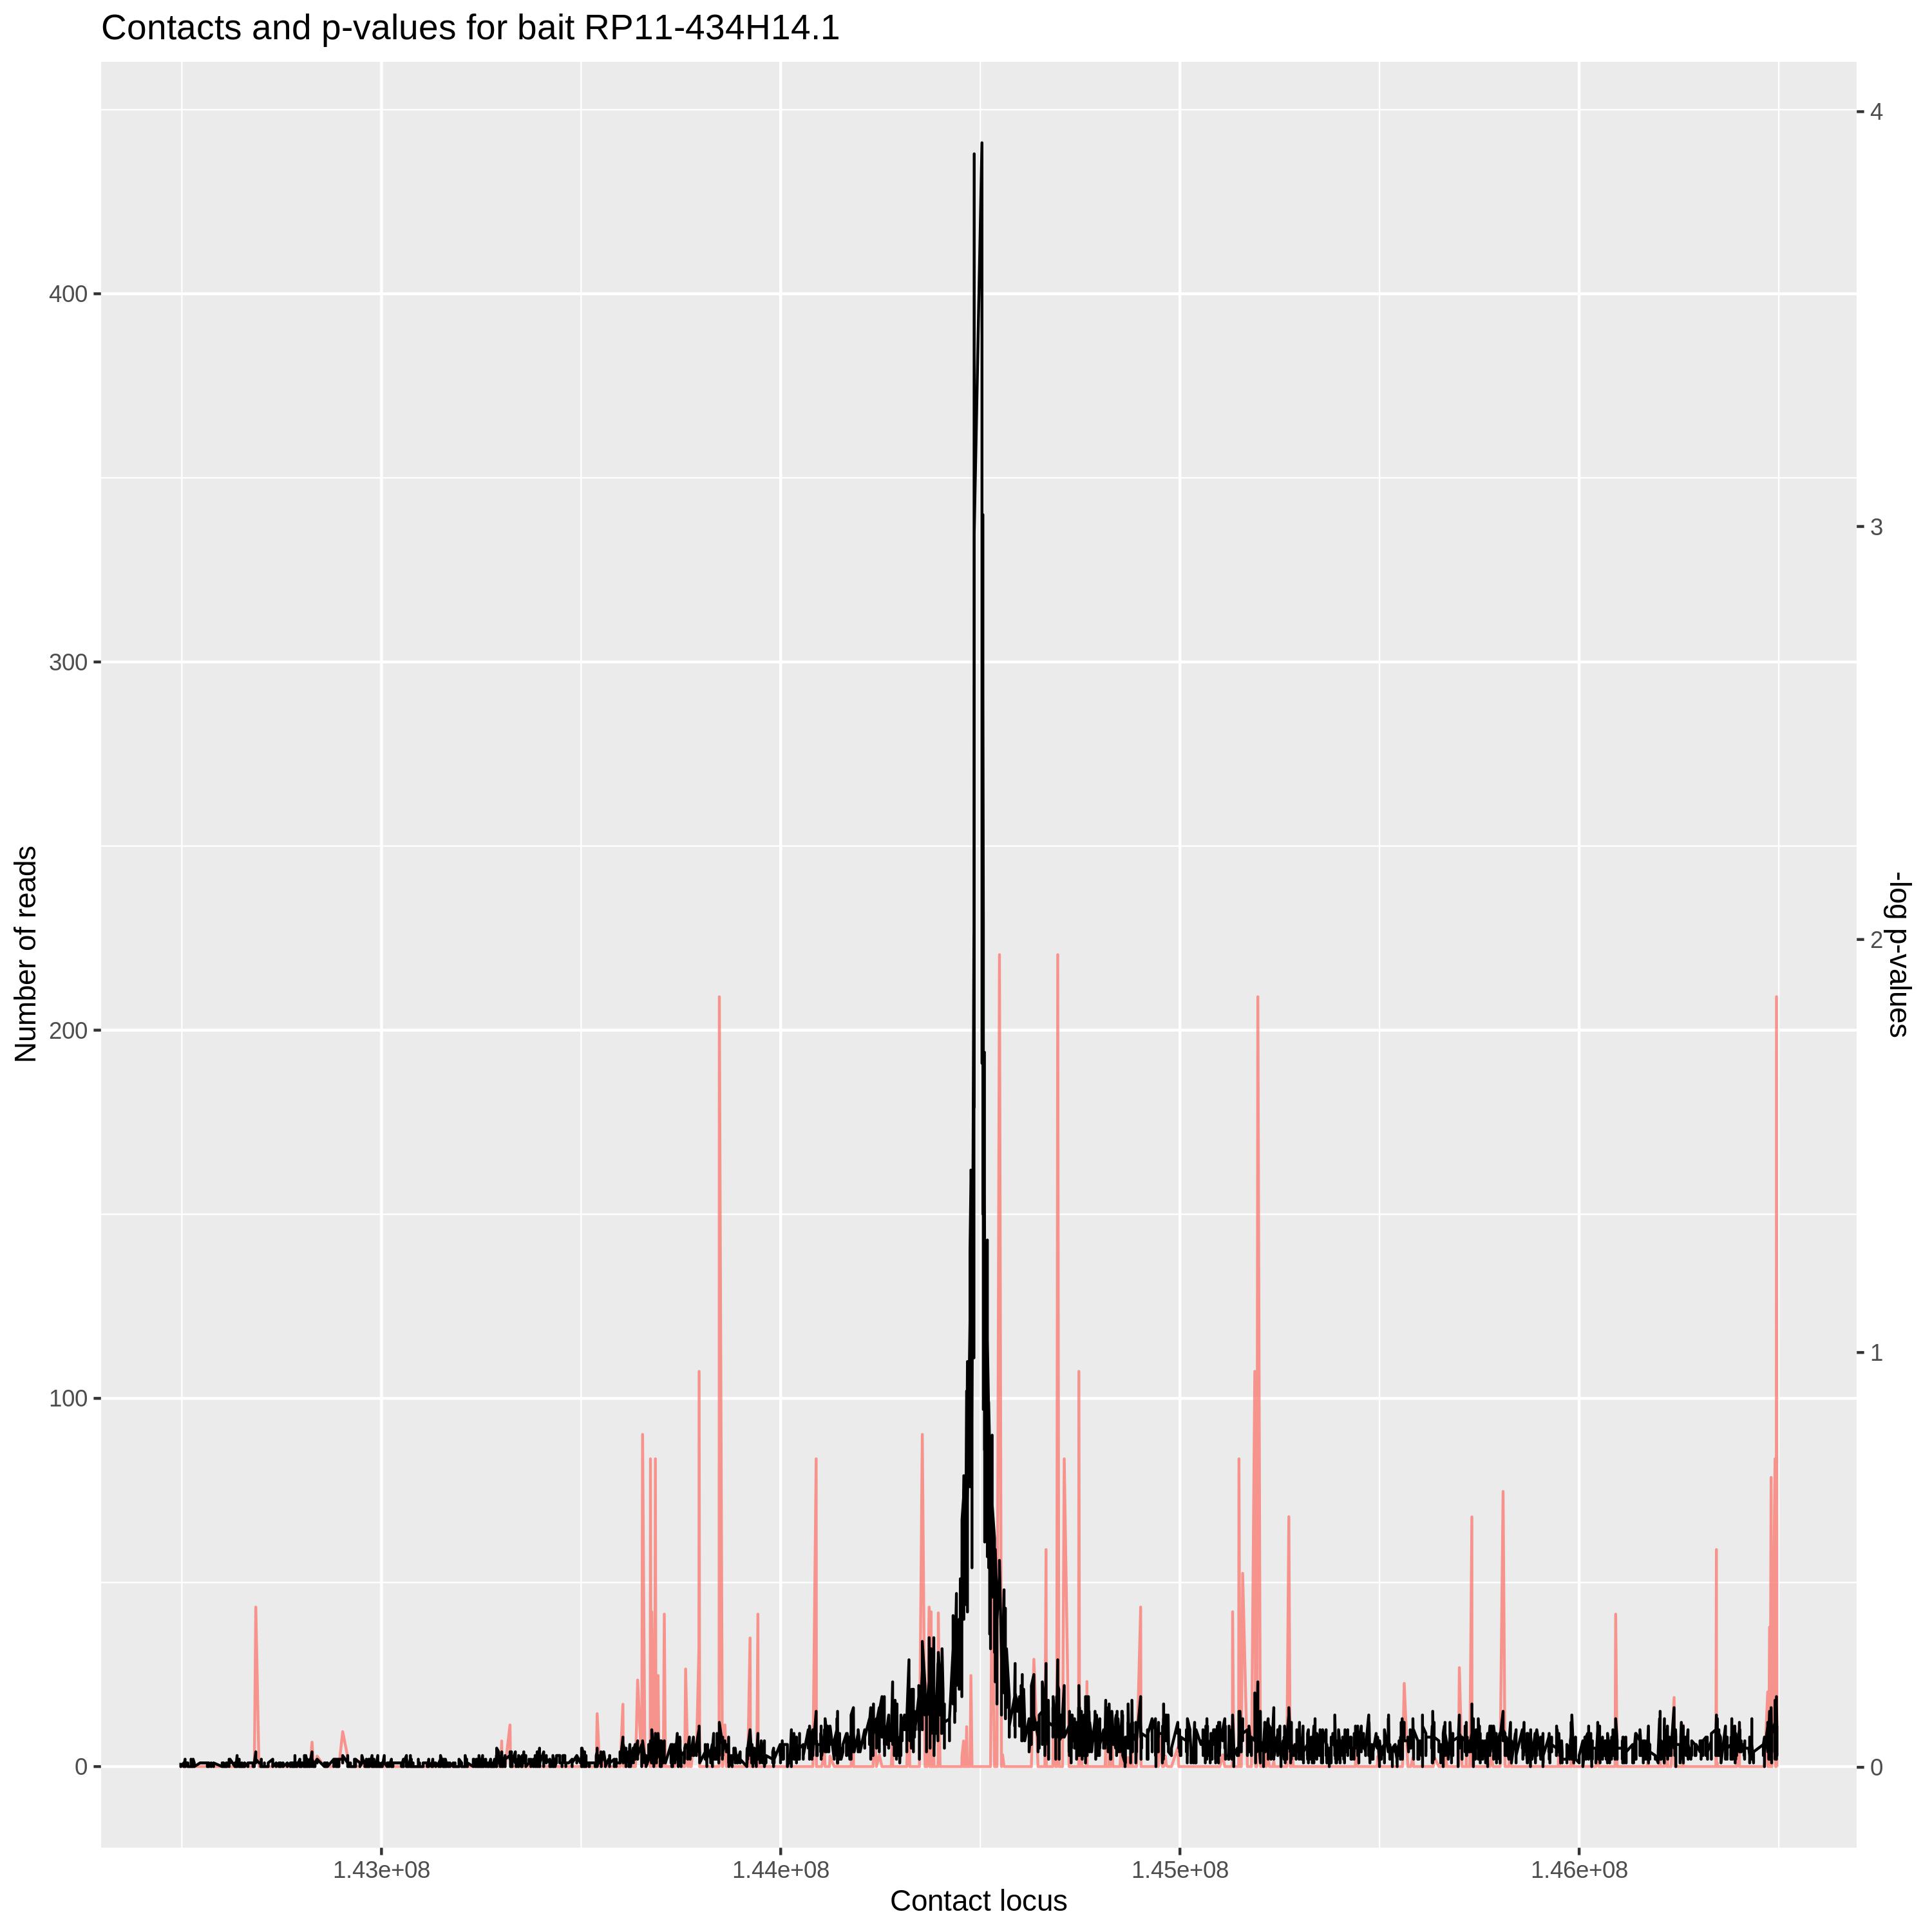 Contacts and p-values for bait RP11-434H14.1
Number of reads
400
300
200
100
0
4
3
2
1
0
-log p-values
1.43e+08 1.44e+08 1.45e+08 1.46e+08
Contact locus